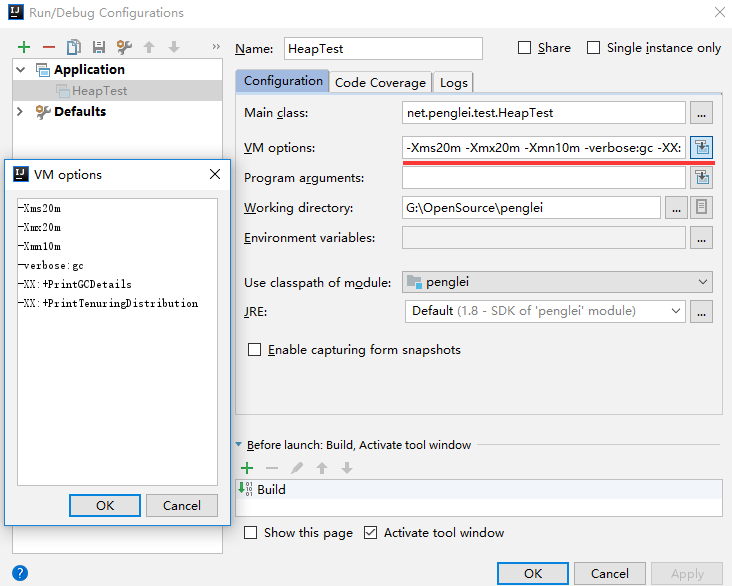 Run/Debug Configurations
Name: HeapTest
Share
Single instance only
Application
HeapTest
Defaults
Configuration
Code Coverage
Logs
Main class: net.penglei.test.HeapTest ...
VM options: -Xms20m -Xmx20m -Xmn10m -verbose:gc -XX:
Program arguments:
Working directory: G:\OpenSource\penglei ...
Environment variables: ...
Use classpath of module: penglei
JRE: Default (1.8 - SDK of 'penglei' module) ...
Enable capturing form snapshots
VM options
-Xms20m
-Xmx20m
-Xmn10m
-verbose:gc
-XX:+PrintGCDetails
-XX:+PrintTenuringDistribution
OK
Cancel
Before launch: Build, Activate tool window
Build
Show this page
Activate tool window
?
OK
Cancel
Apply